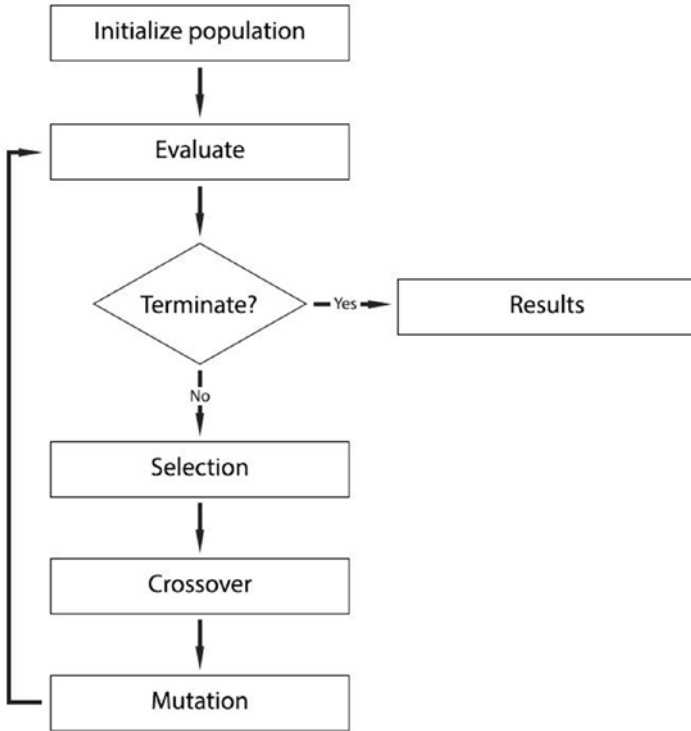 Initialize population
Evaluate
Terminate?
Yes
Results
No
Selection
Crossover
Mutation